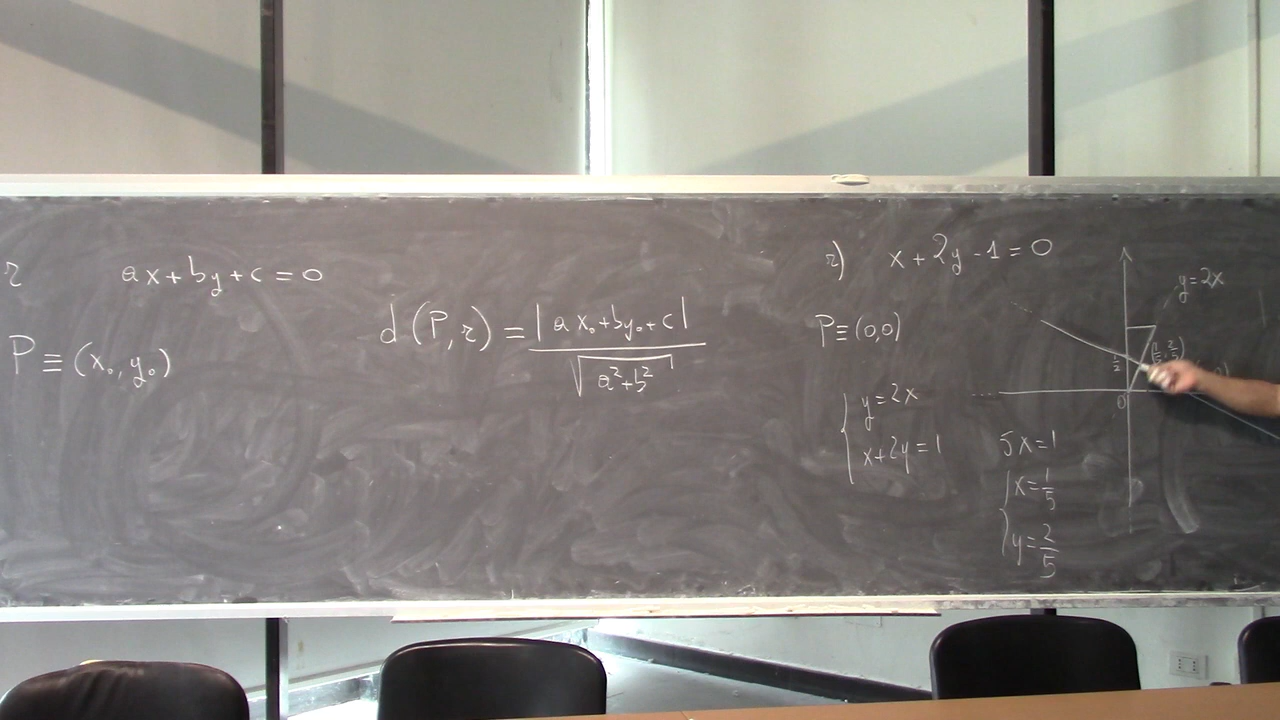 r
ax+by+c=0
P≡(x₀,y₀)
d(P,r)=|ax₀+by₀+c|
√a²+b²
r) x+2y-1=0
P≡(0,0)
{ y=2x
x+2y=1
5x=1
{ x=1/5
y=2/5
y=2x
1/2
0